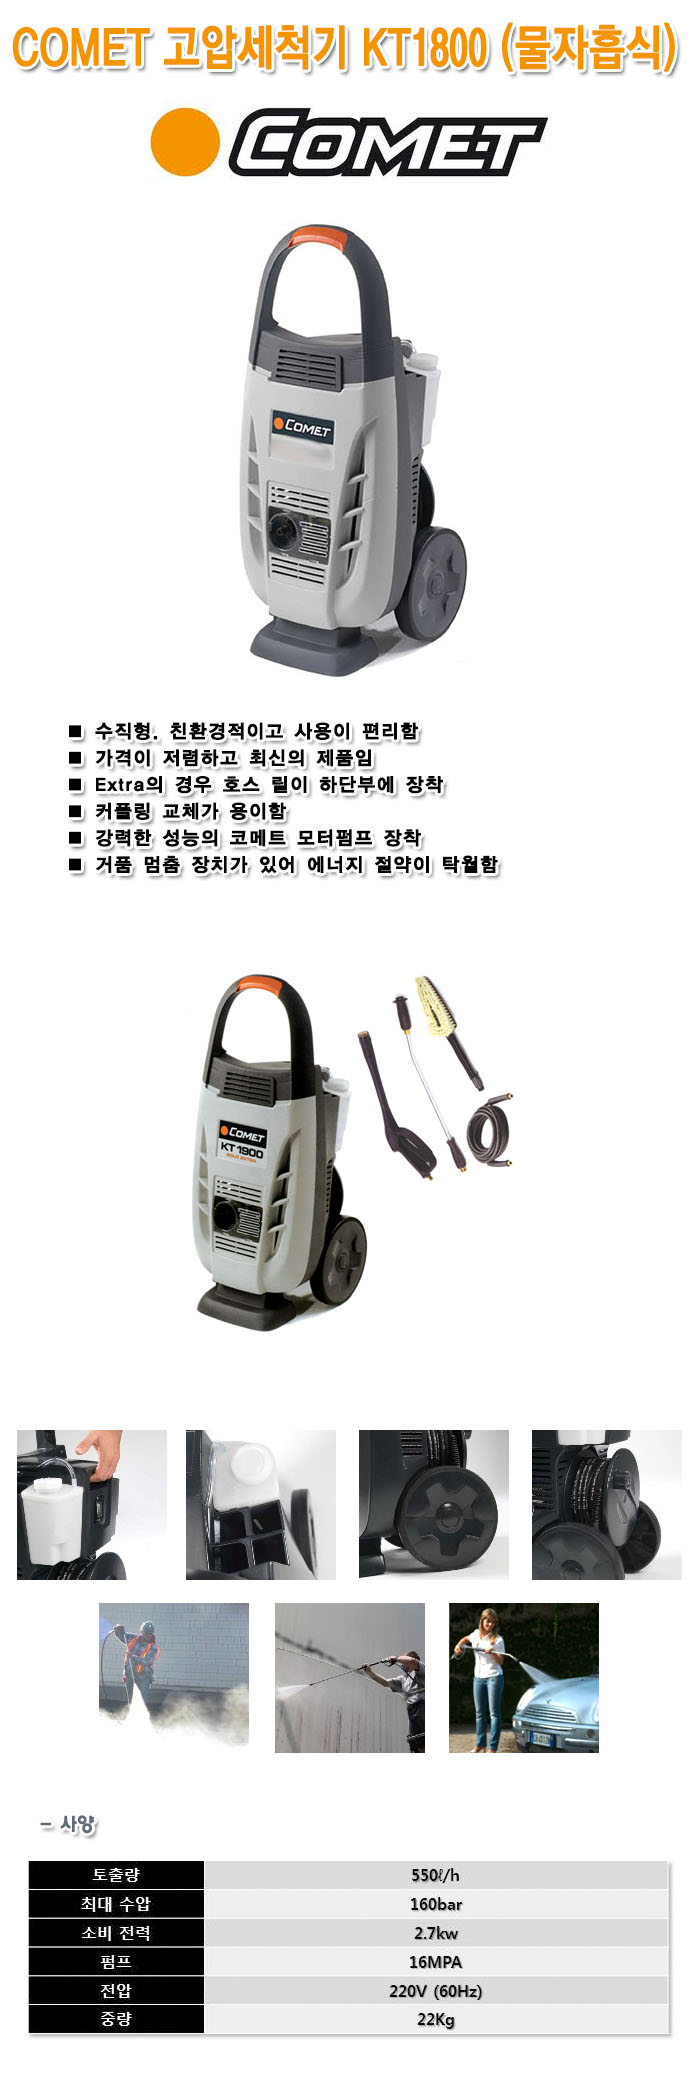 COMET 고압세척기 KT1800 (물자흡식)
COMET
COMET
■ 수직형. 친환경적이고 사용이 편리함
■ 가격이 저렴하고 최신의 제품임
■ Extra의 경우 호스 릴이 하단부에 장착
■ 커플링 교체가 용이함
■ 강력한 성능의 코메트 모터펌프 장착
■ 거품 멈춤 장치가 있어 에너지 절약이 탁월함
COMET
KT 1900
GOLD EXTRA
- 사양
토출량 550ℓ/h
최대 수압 160bar
소비 전력 2.7kw
펌프 16MPA
전압 220V (60Hz)
중량 22Kg